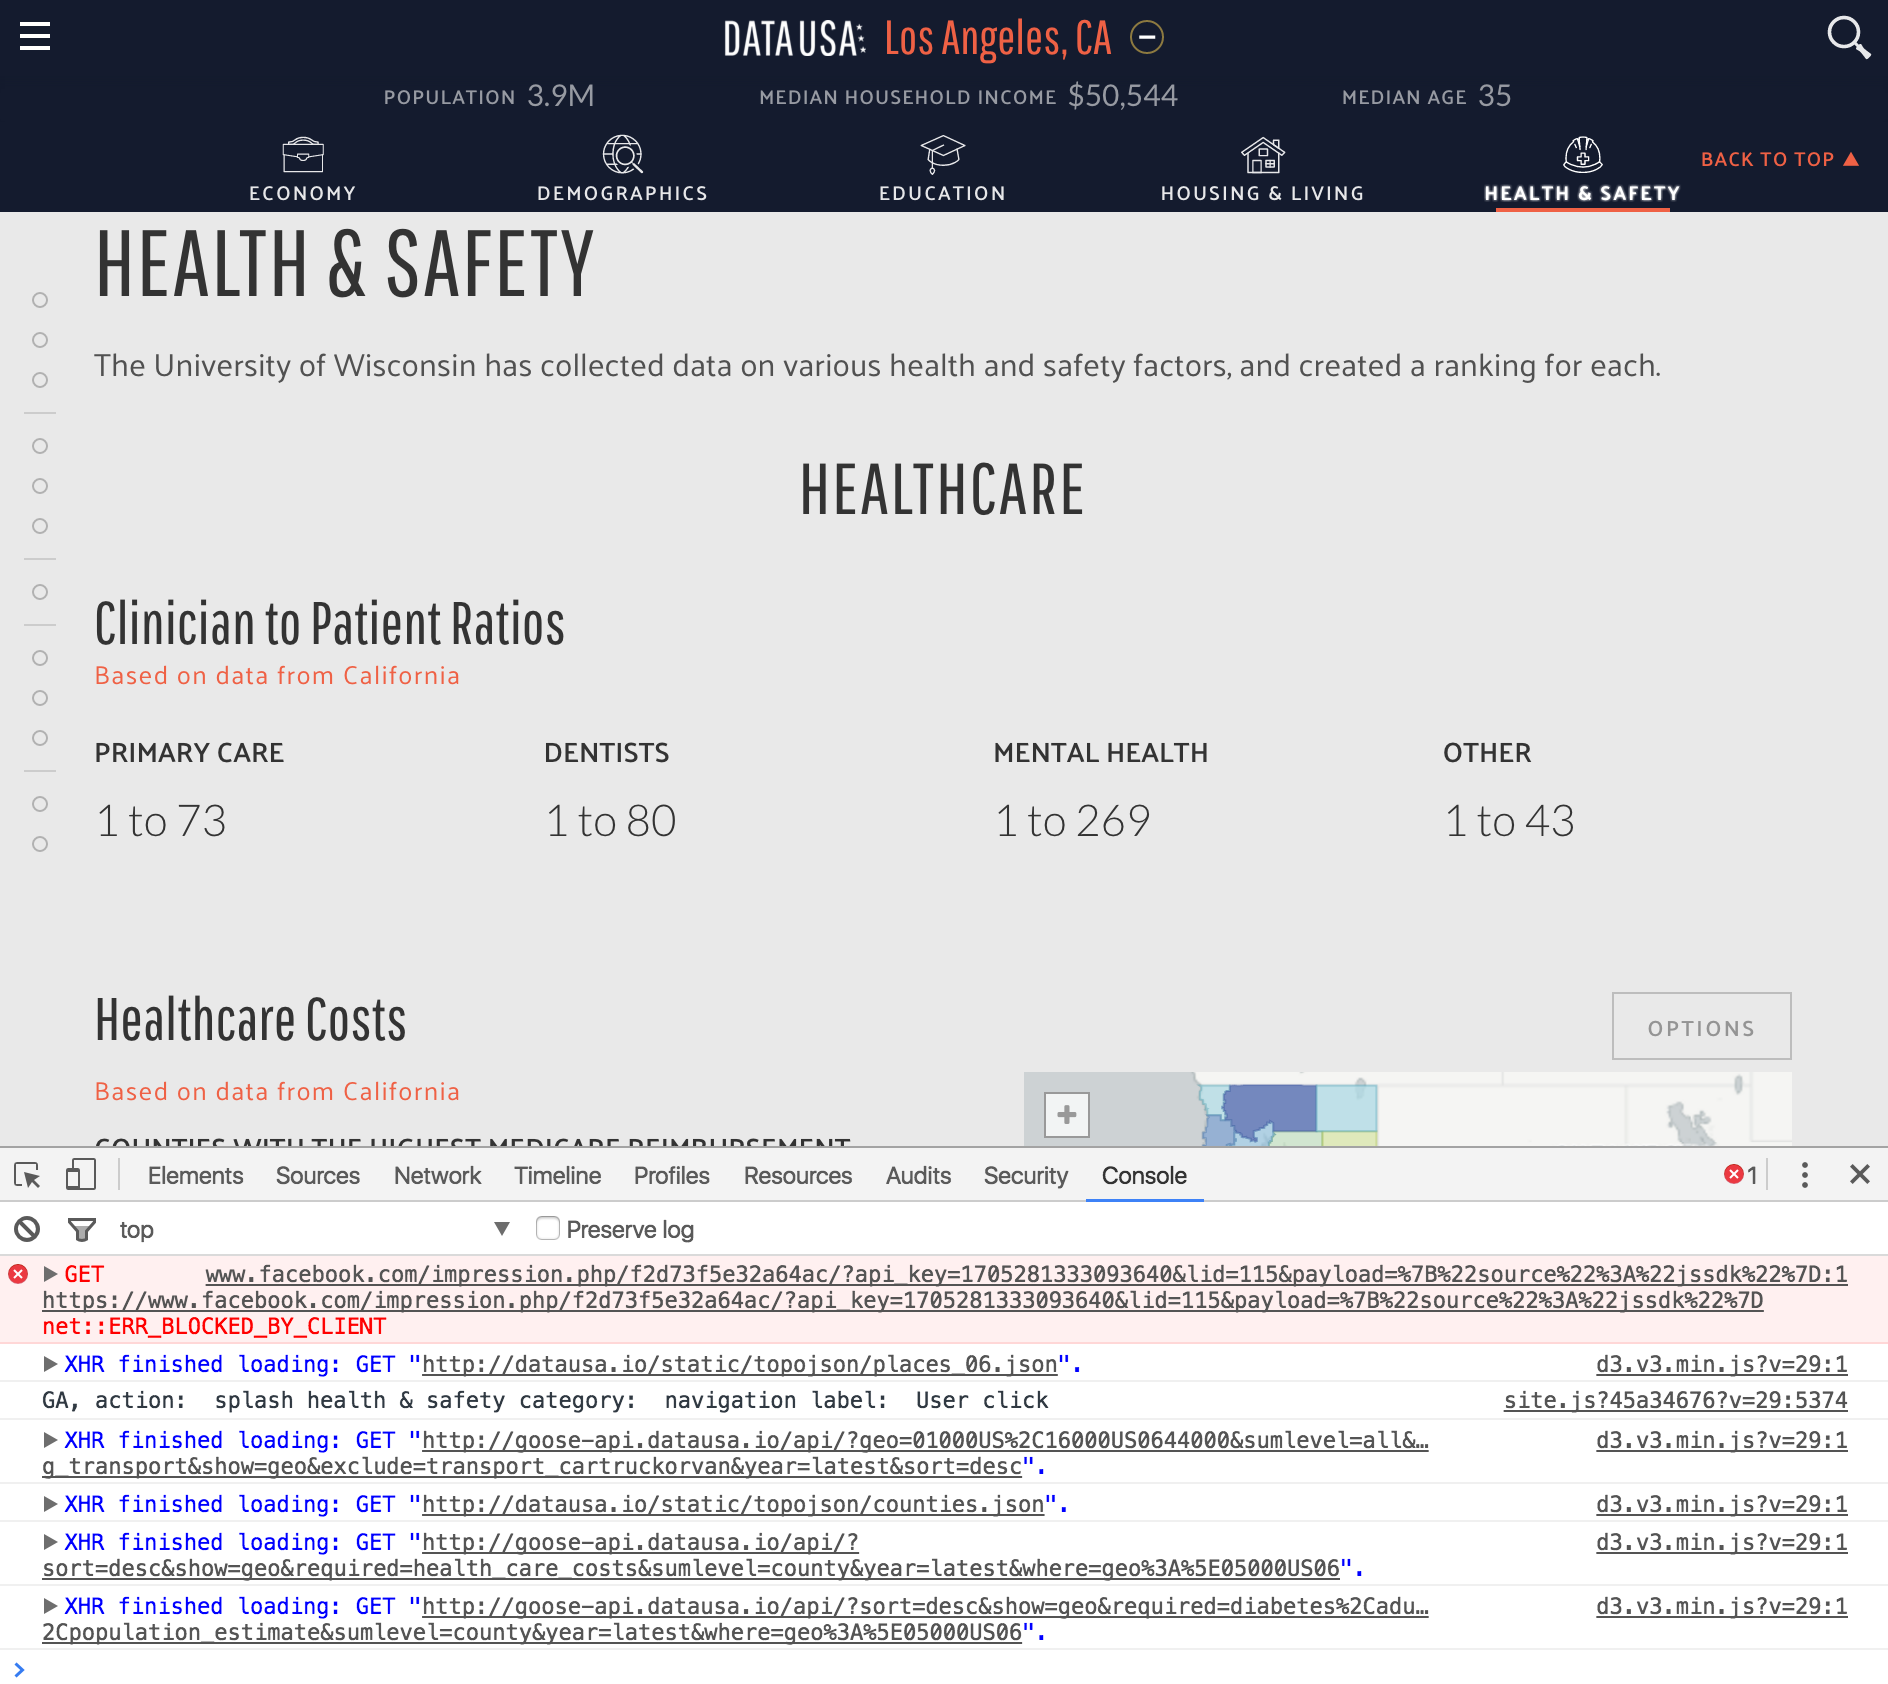 DATA USA: Los Angeles, CA
POPULATION 3.9M MEDIAN HOUSEHOLD INCOME $50,544 MEDIAN AGE 35
ECONOMY DEMOGRAPHICS EDUCATION HOUSING & LIVING HEALTH & SAFETY BACK TO TOP
HEALTH & SAFETY
The University of Wisconsin has collected data on various health and safety factors, and created a ranking for each.
HEALTHCARE
Clinician to Patient Ratios
Based on data from California
PRIMARY CARE DENTISTS MENTAL HEALTH OTHER
1 to 73 1 to 80 1 to 269 1 to 43
Healthcare Costs
OPTIONS
Based on data from California
COUNTIES WITH THE HIGHEST MEDICARE REIMBURSEMENT
Elements Sources Network Timeline Profiles Resources Audits Security Console 1
top Preserve log
GET www.facebook.com/impression.php/f2d73f5e32a64ac/?api_key=1705281333093640&lid=115&payload=%7B%22source%22%3A%22jssdk%22%7D:1
https://www.facebook.com/impression.php/f2d73f5e32a64ac/?api_key=1705281333093640&lid=115&payload=%7B%22source%22%3A%22jssdk%22%7D
net::ERR_BLOCKED_BY_CLIENT
XHR finished loading: GET "http://datausa.io/static/topojson/places_06.json". d3.v3.min.js?v=29:1
GA, action: splash health & safety category: navigation label: User click site.js?45a34676?v=29:5374
XHR finished loading: GET "http://goose-api.datausa.io/api/?geo=01000US%2C16000US0644000&sumlevel=all&… d3.v3.min.js?v=29:1
g_transport&show=geo&exclude=transport_cartruckorvan&year=latest&sort=desc".
XHR finished loading: GET "http://datausa.io/static/topojson/counties.json". d3.v3.min.js?v=29:1
XHR finished loading: GET "http://goose-api.datausa.io/api/? d3.v3.min.js?v=29:1
sort=desc&show=geo&required=health_care_costs&sumlevel=county&year=latest&where=geo%3A%5E05000US06".
XHR finished loading: GET "http://goose-api.datausa.io/api/?sort=desc&show=geo&required=diabetes%2Cadu… d3.v3.min.js?v=29:1
2Cpopulation_estimate&sumlevel=county&year=latest&where=geo%3A%5E05000US06".